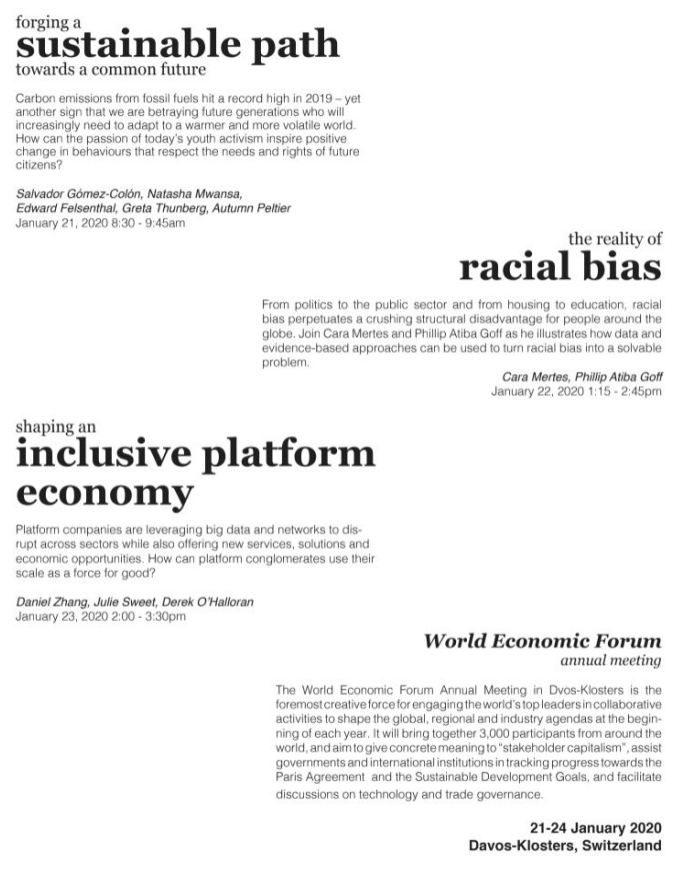 forging a
sustainable path
towards a common future
Carbon emissions from fossil fuels hit a record high in 2019 – yet
another sign that we are betraying future generations who will
increasingly need to adapt to a warmer and more volatile world.
How can the passion of today's youth activism inspire positive
change in behaviours that respect the needs and rights of future
citizens?
Salvador Gómez-Colón, Natasha Mwansa,
Edward Felsenthal, Greta Thunberg, Autumn Peltier
January 21, 2020 8:30 - 9:45am
the reality of
racial bias
From politics to the public sector and from housing to education, racial
bias perpetuates a crushing structural disadvantage for people around the
globe. Join Cara Mertes and Phillip Atiba Goff as he illustrates how data and
evidence-based approaches can be used to turn racial bias into a solvable
problem.
Cara Mertes, Phillip Atiba Goff
January 22, 2020 1:15 - 2:45pm
shaping an
inclusive platform
economy
Platform companies are leveraging big data and networks to dis-
rupt across sectors while also offering new services, solutions and
economic opportunities. How can platform conglomerates use their
scale as a force for good?
Daniel Zhang, Julie Sweet, Derek O'Halloran
January 23, 2020 2:00 - 3:30pm
World Economic Forum
annual meeting
The World Economic Forum Annual Meeting in Dvos-Klosters is the
foremost creative force for engaging the world's top leaders in collaborative
activities to shape the global, regional and industry agendas at the begin-
ning of each year. It will bring together 3,000 participants from around the
world, and aim to give concrete meaning to "stakeholder capitalism", assist
governments and international institutions in tracking progress towards the
Paris Agreement and the Sustainable Development Goals, and facilitate
discussions on technology and trade governance.
21-24 January 2020
Davos-Klosters, Switzerland